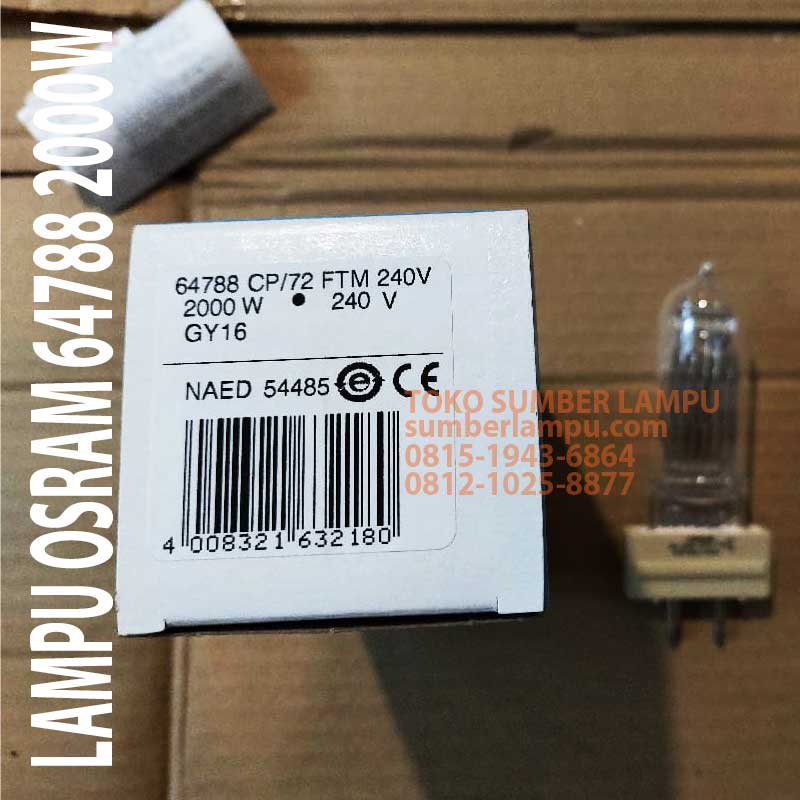 LAMPU OSRAM 64788 2000W
64788 CP/72 FTM 240V
2000 W • 240 V
GY16
NAED 54485 e CE
4 008321 632180
TOKO SUMBER LAMPU
sumberlampu.com
0815-1943-6864
0812-1025-8877